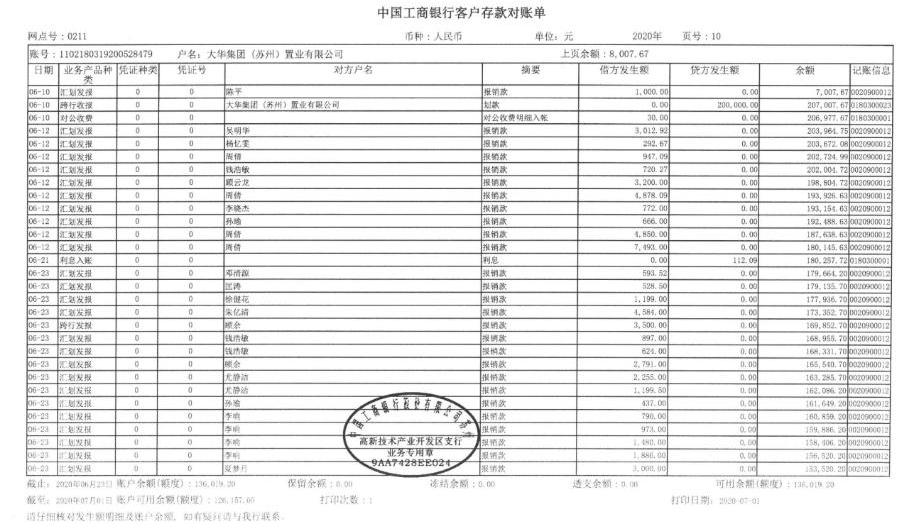 中国工商银行客户存款对账单
网点号：0211 币种：人民币 单位：元 2020年 页号：10
账号：1102180319200528479 户名：大华集团（苏州）置业有限公司 上页余额：8,007.67
日期 业务产品种类 凭证种类 凭证号 对方户名 摘要 借方发生额 贷方发生额 余额 记账信息
06-10 汇划发报 0 0 陈平 报销款 1,000.00 0.00 7,007.67 0020900012
06-10 跨行收报 0 0 大华集团（苏州）置业有限公司 划款 0.00 200,000.00 207,007.67 0180300023
06-10 对公收费 0 0 对公收费明细入帐 30.00 0.00 206,977.67 0180300001
06-12 汇划发报 0 0 吴明华 报销款 3,012.92 0.00 203,964.75 0020900012
06-12 汇划发报 0 0 杨忆雯 报销款 292.67 0.00 203,672.08 0020900012
06-12 汇划发报 0 0 周倩 报销款 947.09 0.00 202,724.99 0020900012
06-12 汇划发报 0 0 钱浩敏 报销款 720.27 0.00 202,004.72 0020900012
06-12 汇划发报 0 0 顾云龙 报销款 3,200.00 0.00 198,804.72 0020900012
06-12 汇划发报 0 0 周倩 报销款 4,878.09 0.00 193,926.63 0020900012
06-12 汇划发报 0 0 李晓杰 报销款 772.00 0.00 193,154.63 0020900012
06-12 汇划发报 0 0 孙瑜 报销款 666.00 0.00 192,488.63 0020900012
06-12 汇划发报 0 0 周倩 报销款 4,850.00 0.00 187,638.63 0020900012
06-12 汇划发报 0 0 周倩 报销款 7,493.00 0.00 180,145.63 0020900012
06-21 利息入账 0 0 利息 0.00 112.09 180,257.72 0180300001
06-23 汇划发报 0 0 邓清源 报销款 593.52 0.00 179,664.20 0020900012
06-23 汇划发报 0 0 匡涛 报销款 528.50 0.00 179,135.70 0020900012
06-23 汇划发报 0 0 徐健花 报销款 1,199.00 0.00 177,936.70 0020900012
06-23 汇划发报 0 0 朱亿清 报销款 4,584.00 0.00 173,352.70 0020900012
06-23 跨行发报 0 0 顾余 报销款 3,500.00 0.00 169,852.70 0020900012
06-23 汇划发报 0 0 钱浩敏 报销款 897.00 0.00 168,955.70 0020900012
06-23 汇划发报 0 0 钱浩敏 报销款 624.00 0.00 168,331.70 0020900012
06-23 汇划发报 0 0 顾余 报销款 2,791.00 0.00 165,540.70 0020900012
06-23 汇划发报 0 0 尤静洁 报销款 2,255.00 0.00 163,285.70 0020900012
06-23 汇划发报 0 0 尤静洁 报销款 1,199.50 0.00 162,086.20 0020900012
06-23 汇划发报 0 0 孙瑜 报销款 437.00 0.00 161,649.20 0020900012
06-23 汇划发报 0 0 李响 报销款 790.00 0.00 160,859.20 0020900012
06-23 汇划发报 0 0 李响 报销款 973.00 0.00 159,886.20 0020900012
06-23 汇划发报 0 0 李响 报销款 1,480.00 0.00 158,406.20 0020900012
06-23 汇划发报 0 0 李响 报销款 1,886.00 0.00 156,520.20 0020900012
06-23 汇划发报 0 0 夏梦月 报销款 3,000.00 0.00 153,520.20 0020900012
中国工商银行股份有限公司苏州
高新技术产业开发区支行
业务专用章
9AA7428EE024
截止：2020年06月23日 账户余额(额度)：136,019.20 保留余额：0.00 冻结余额：0.00 透支余额：0.00 可用余额(额度)：136,019.20
截至：2020年07月01日 账户可用余额(额度)：126,157.00 打印次数：1 打印日期：2020-07-01
请仔细核对发生额明细及账户余额，如有疑问请与我行联系。